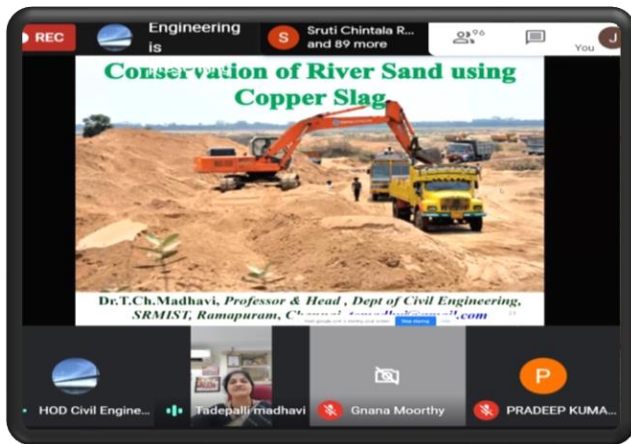 REC
Engineering
is
S
Sruti Chintala R...
and 89 more
96
You
J
Conservation of River Sand using
Copper Slag
Dr.T.Ch.Madhavi, Professor & Head , Dept of Civil Engineering,
SRMIST, Ramapuram,
Stop sharing
HOD Civil Engine...
Tadepalli madhavi
Gnana Moorthy
P
PRADEEP KUMA...